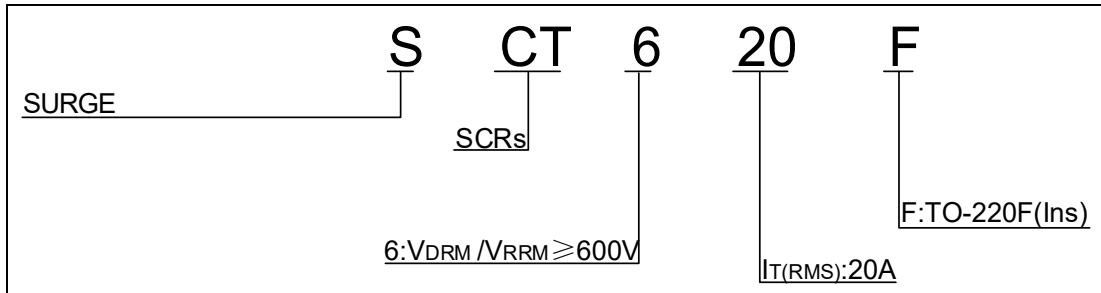 S CT 6 20 F
SURGE
SCRs
F:TO-220F(Ins)
6:VDRM /VRRM≥600V
IT(RMS):20A